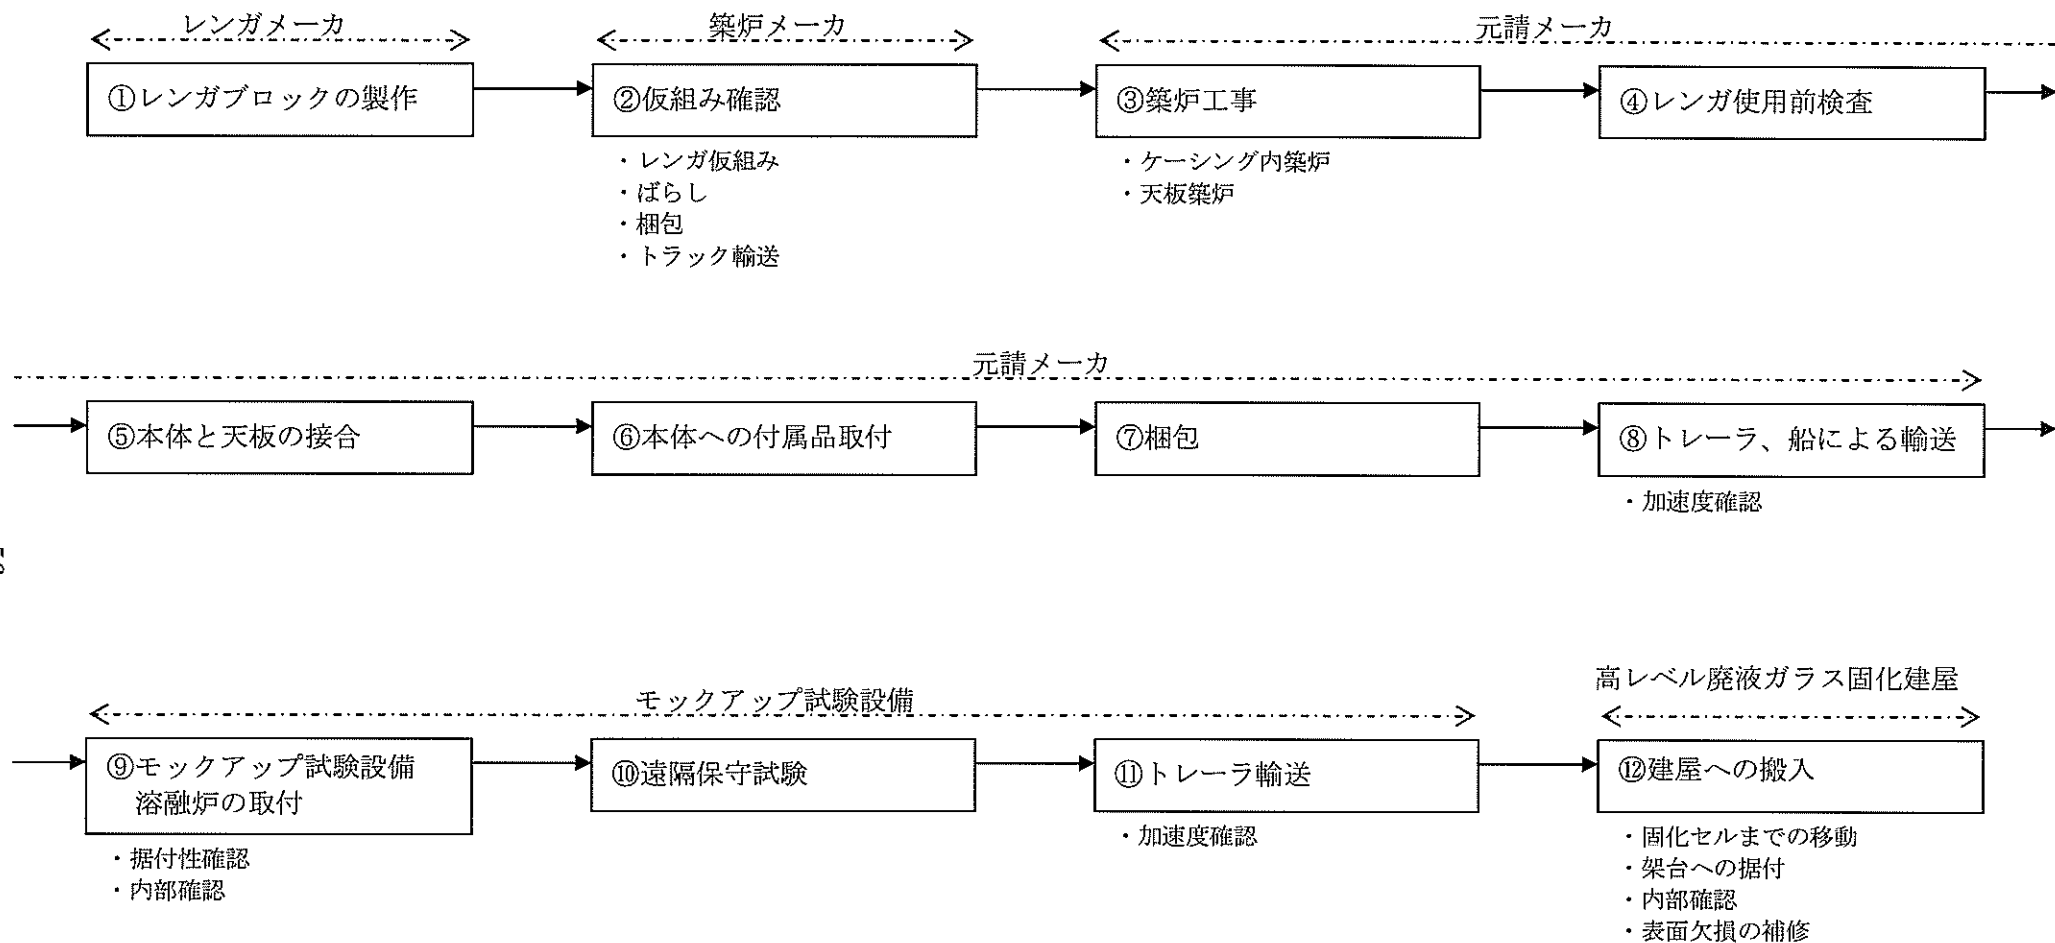 レンガメーカ
築炉メーカ
元請メーカ
①レンガブロックの製作
②仮組み確認
③築炉工事
④レンガ使用前検査
・レンガ仮組み
・ばらし
・梱包
・トラック輸送
・ケーシング内築炉
・天板築炉
元請メーカ
⑤本体と天板の接合
⑥本体への付属品取付
⑦梱包
⑧トレーラ、船による輸送
・加速度確認
モックアップ試験設備
高レベル廃液ガラス固化建屋
⑨モックアップ試験設備
溶融炉の取付
⑩遠隔保守試験
⑪トレーラ輸送
⑫建屋への搬入
・据付性確認
・内部確認
・加速度確認
・固化セルまでの移動
・架台への据付
・内部確認
・表面欠損の補修